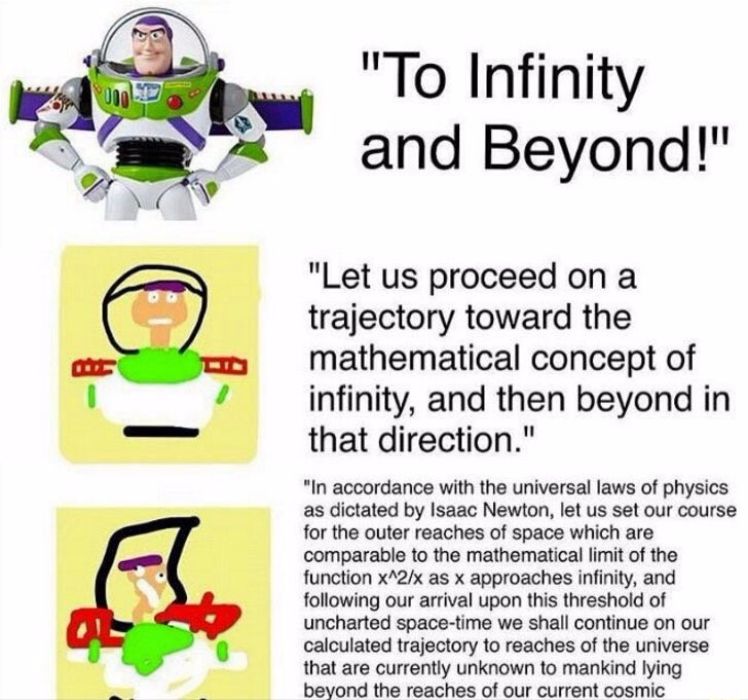 "To Infinity
and Beyond!"
"Let us proceed on a
trajectory toward the
mathematical concept of
infinity, and then beyond in
that direction."
"In accordance with the universal laws of physics
as dictated by Isaac Newton, let us set our course
for the outer reaches of space which are
comparable to the mathematical limit of the
function x^2/x as x approaches infinity, and
following our arrival upon this threshold of
uncharted space-time we shall continue on our
calculated trajectory to reaches of the universe
that are currently unknown to mankind lying
beyond the reaches of our current cosmic